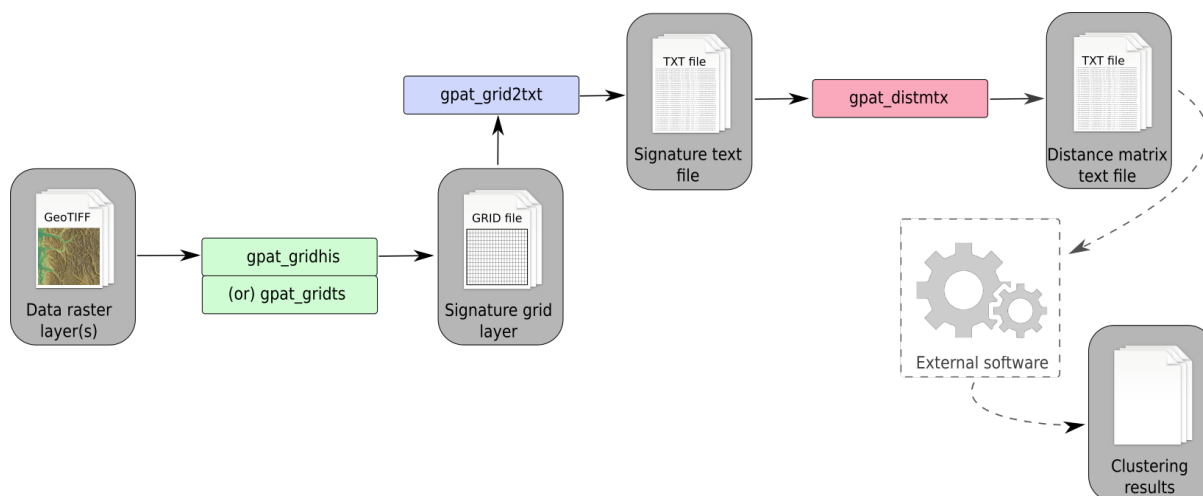 GeoTIFF
Data raster
layer(s)
gpat_gridhis
(or) gpat_gridts
GRID file
Signature grid
layer
gpat_grid2txt
TXT file
Signature text
file
gpat_distmtx
TXT file
Distance matrix
text file
External software
Clustering
results